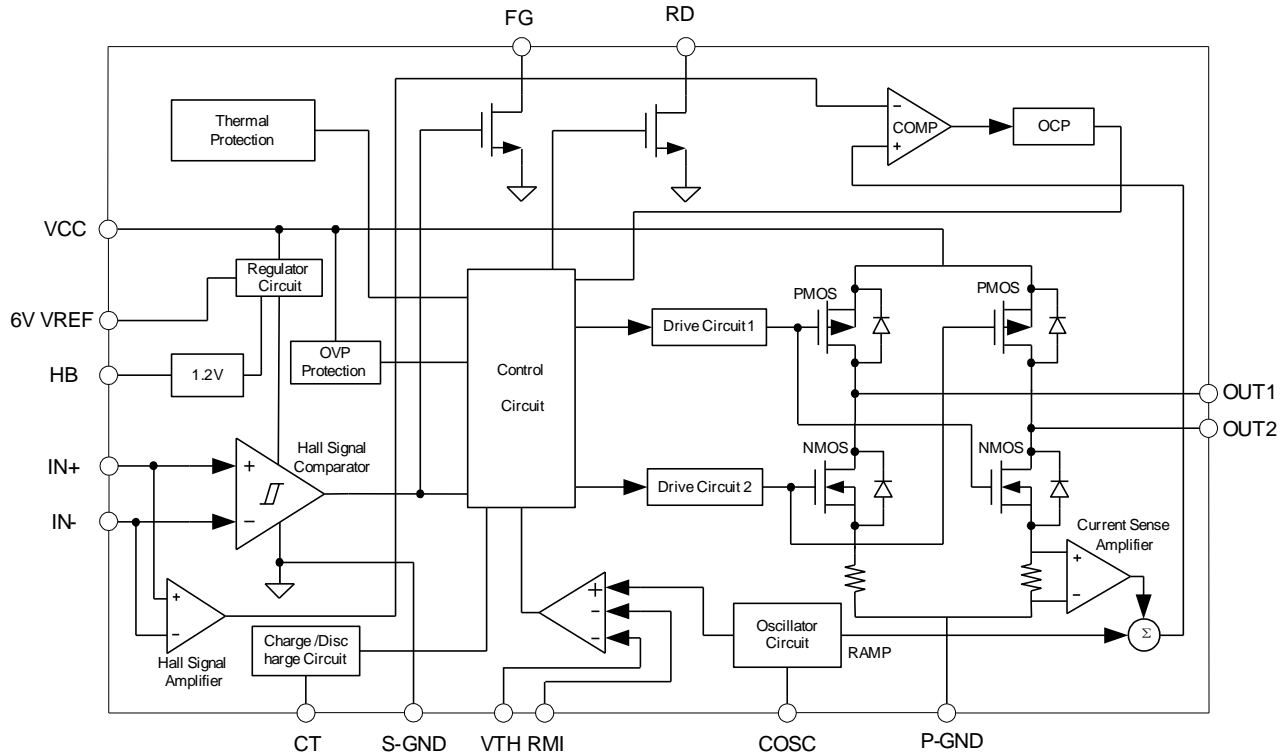 FG
RD
Thermal
Protection
−
COMP
+
OCP
VCC
Regulator
Circuit
6V VREF
PMOS
PMOS
Drive Circuit 1
OVP
Protection
HB
1.2V
Control
Circuit
OUT1
OUT2
Hall Signal
Comparator
NMOS
NMOS
IN+
+
IN-
−
Drive Circuit 2
Current Sense
Amplifier
+
−
+
−
−
+
−
Hall Signal
Amplifier
Charge /Disc
harge Circuit
Oscillator
Circuit
RAMP
Σ
CT
S-GND
VTH
RMI
COSC
P-GND